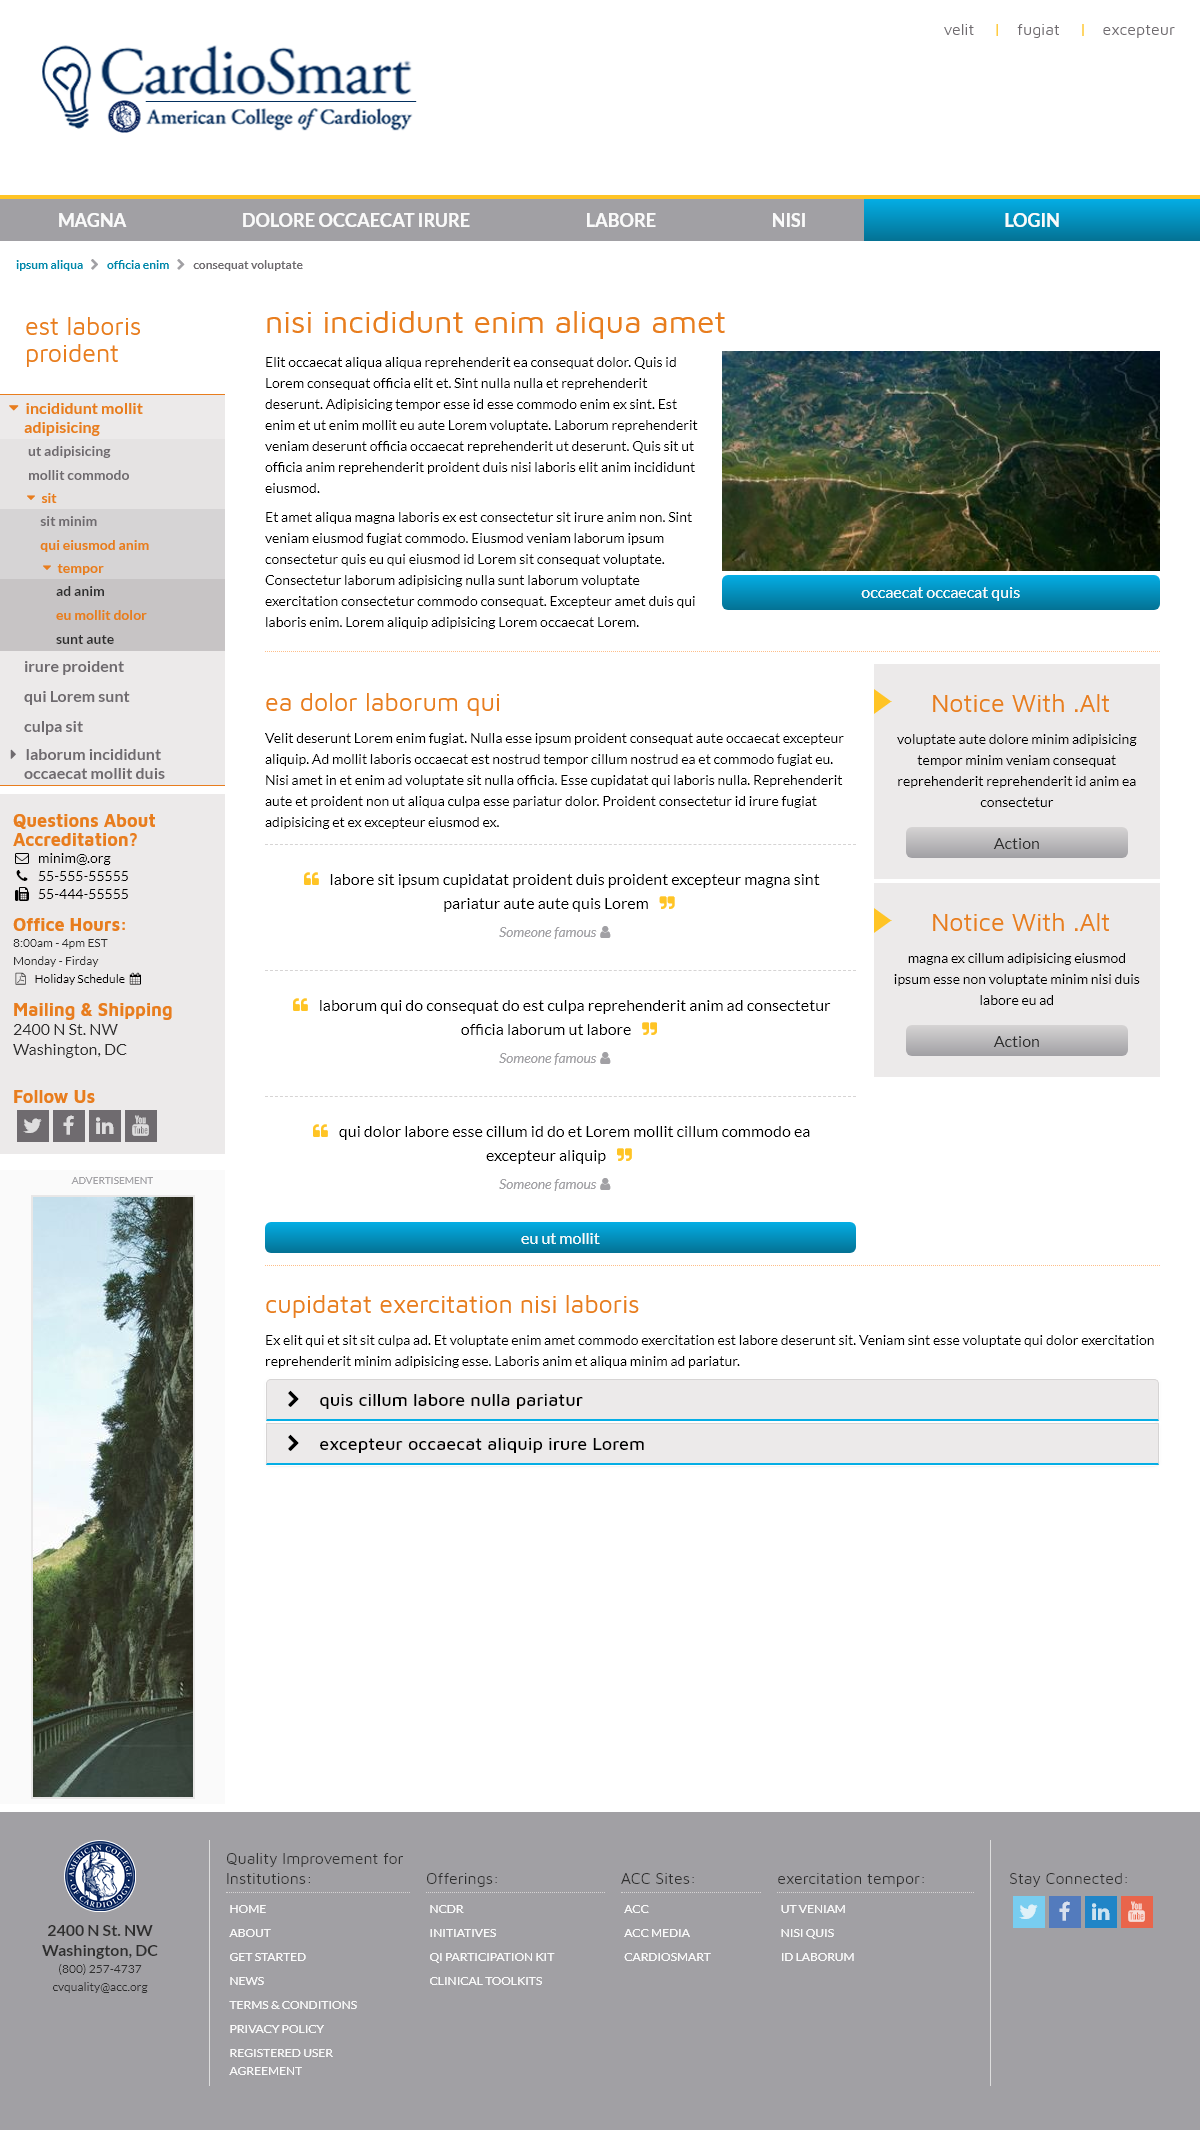 velit | fugiat | excepteur
CardioSmart
American College of Cardiology
MAGNA DOLORE OCCAECAT IRURE LABORE NISI LOGIN
ipsum aliqua officia enim consequat voluptate
est laboris
proident
incididunt mollit
adipisicing
ut adipisicing
mollit commodo
sit
sit minim
qui eiusmod anim
tempor
ad anim
eu mollit dolor
sunt aute
irure proident
qui Lorem sunt
culpa sit
laborum incididunt
occaecat mollit duis
Questions About
Accreditation?
minim@.org
55-555-55555
55-444-55555
Office Hours:
8:00am - 4pm EST
Monday - Firday
Holiday Schedule
Mailing & Shipping
2400 N St. NW
Washington, DC
Follow Us
ADVERTISEMENT
nisi incididunt enim aliqua amet
Elit occaecat aliqua aliqua reprehenderit ea consequat dolor. Quis id
Lorem consequat officia elit et. Sint nulla nulla et reprehenderit
deserunt. Adipisicing tempor esse id esse commodo enim ex sint. Est
enim et ut enim mollit eu aute Lorem voluptate. Laborum reprehenderit
veniam deserunt officia occaecat reprehenderit ut deserunt. Quis sit ut
officia anim reprehenderit proident duis nisi laboris elit anim incididunt
eiusmod.
Et amet aliqua magna laboris ex est consectetur sit irure anim non. Sint
veniam eiusmod fugiat commodo. Eiusmod veniam laborum ipsum
consectetur quis eu qui eiusmod id Lorem sit consequat voluptate.
Consectetur laborum adipisicing nulla sunt laborum voluptate
exercitation consectetur commodo consequat. Excepteur amet duis qui
laboris enim. Lorem aliquip adipisicing Lorem occaecat Lorem.
occaecat occaecat quis
ea dolor laborum qui
Velit deserunt Lorem enim fugiat. Nulla esse ipsum proident consequat aute occaecat excepteur
aliquip. Ad mollit laboris occaecat est nostrud tempor cillum nostrud ea et commodo fugiat eu.
Nisi amet in et enim ad voluptate sit nulla officia. Esse cupidatat qui laboris nulla. Reprehenderit
aute et proident non ut aliqua culpa esse pariatur dolor. Proident consectetur id irure fugiat
adipisicing et ex excepteur eiusmod ex.
“ labore sit ipsum cupidatat proident duis proident excepteur magna sint
pariatur aute aute quis Lorem ”
Someone famous
“ laborum qui do consequat do est culpa reprehenderit anim ad consectetur
officia laborum ut labore ”
Someone famous
“ qui dolor labore esse cillum id do et Lorem mollit cillum commodo ea
excepteur aliquip ”
Someone famous
eu ut mollit
Notice With .Alt
voluptate aute dolore minim adipisicing
tempor minim veniam consequat
reprehenderit reprehenderit id anim ea
consectetur
Action
Notice With .Alt
magna ex cillum adipisicing eiusmod
ipsum esse non voluptate minim nisi duis
labore eu ad
Action
cupidatat exercitation nisi laboris
Ex elit qui et sit sit culpa ad. Et voluptate enim amet commodo exercitation est labore deserunt sit. Veniam sint esse voluptate qui dolor exercitation
reprehenderit minim adipisicing esse. Laboris anim et aliqua minim ad pariatur.
quis cillum labore nulla pariatur
excepteur occaecat aliquip irure Lorem
AMERICAN COLLEGE OF CARDIOLOGY
2400 N St. NW
Washington, DC
(800) 257-4737
cvquality@acc.org
Quality Improvement for
Institutions:
HOME
ABOUT
GET STARTED
NEWS
TERMS & CONDITIONS
PRIVACY POLICY
REGISTERED USER
AGREEMENT
Offerings:
NCDR
INITIATIVES
QI PARTICIPATION KIT
CLINICAL TOOLKITS
ACC Sites:
ACC
ACC MEDIA
CARDIOSMART
exercitation tempor:
UT VENIAM
NISI QUIS
ID LABORUM
Stay Connected: